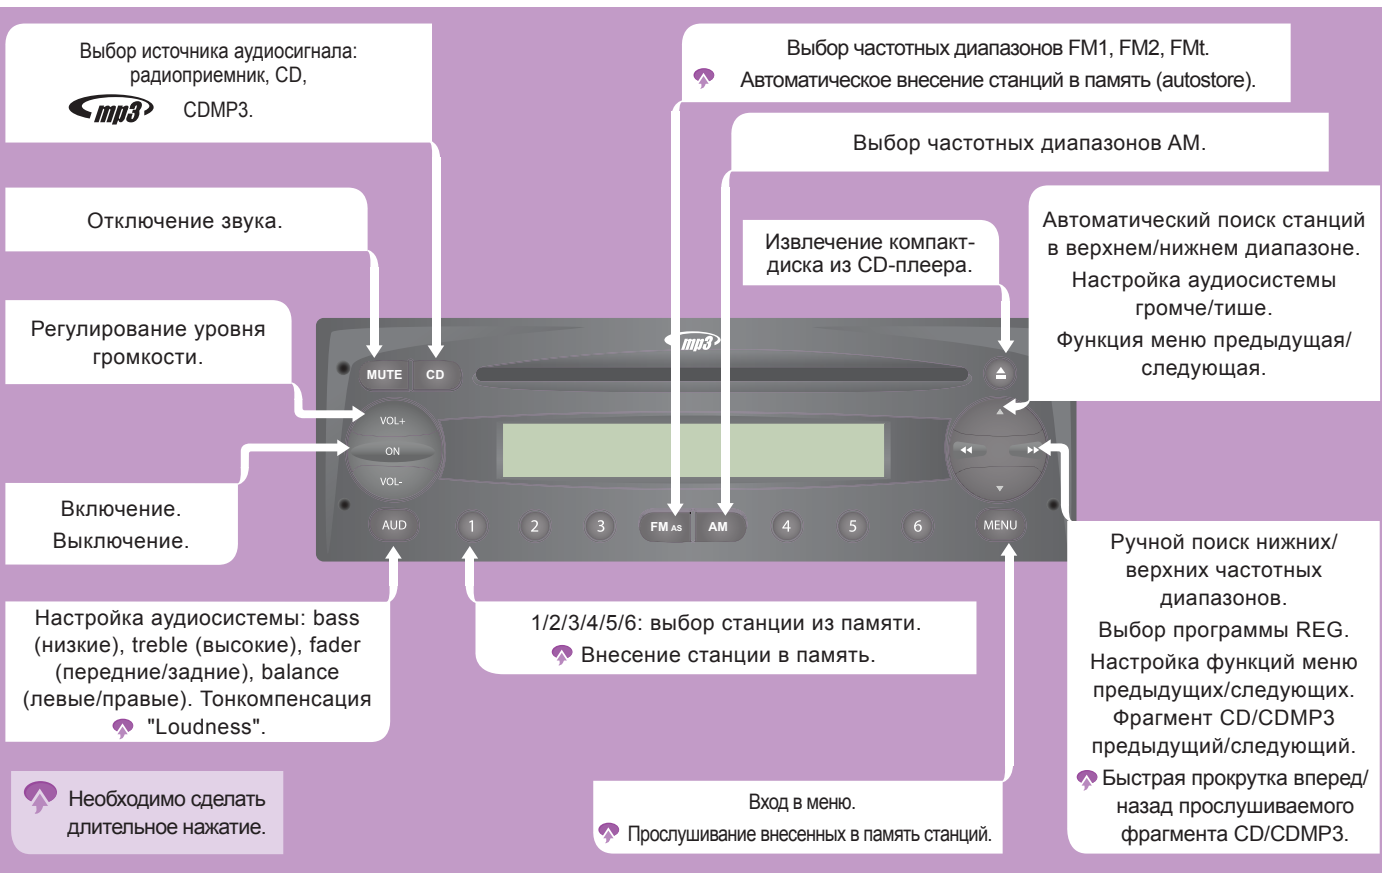 Выбор источника аудиосигнала:
радиоприемник, CD,
mp3 CDMP3.
Выбор частотных диапазонов FM1, FM2, FMt.
Автоматическое внесение станций в память (autostore).
Выбор частотных диапазонов AM.
Отключение звука.
Извлечение компакт-
диска из CD-плеера.
Автоматический поиск станций
в верхнем/нижнем диапазоне.
Настройка аудиосистемы
громче/тише.
Функция меню предыдущая/
следующая.
Регулирование уровня
громкости.
mp3
MUTE CD
VOL+
ON
VOL-
AUD 1 2 3 FM AS AM 4 5 6 MENU
Включение.
Выключение.
Ручной поиск нижних/
верхних частотных
диапазонов.
Выбор программы REG.
Настройка функций меню
предыдущих/следующих.
Фрагмент CD/CDMP3
предыдущий/следующий.
Быстрая прокрутка вперед/
назад прослушиваемого
фрагмента CD/CDMP3.
Настройка аудиосистемы: bass
(низкие), treble (высокие), fader
(передние/задние), balance
(левые/правые). Тонкомпенсация
"Loudness".
1/2/3/4/5/6: выбор станции из памяти.
Внесение станции в память.
Необходимо сделать
длительное нажатие.
Вход в меню.
Прослушивание внесенных в память станций.